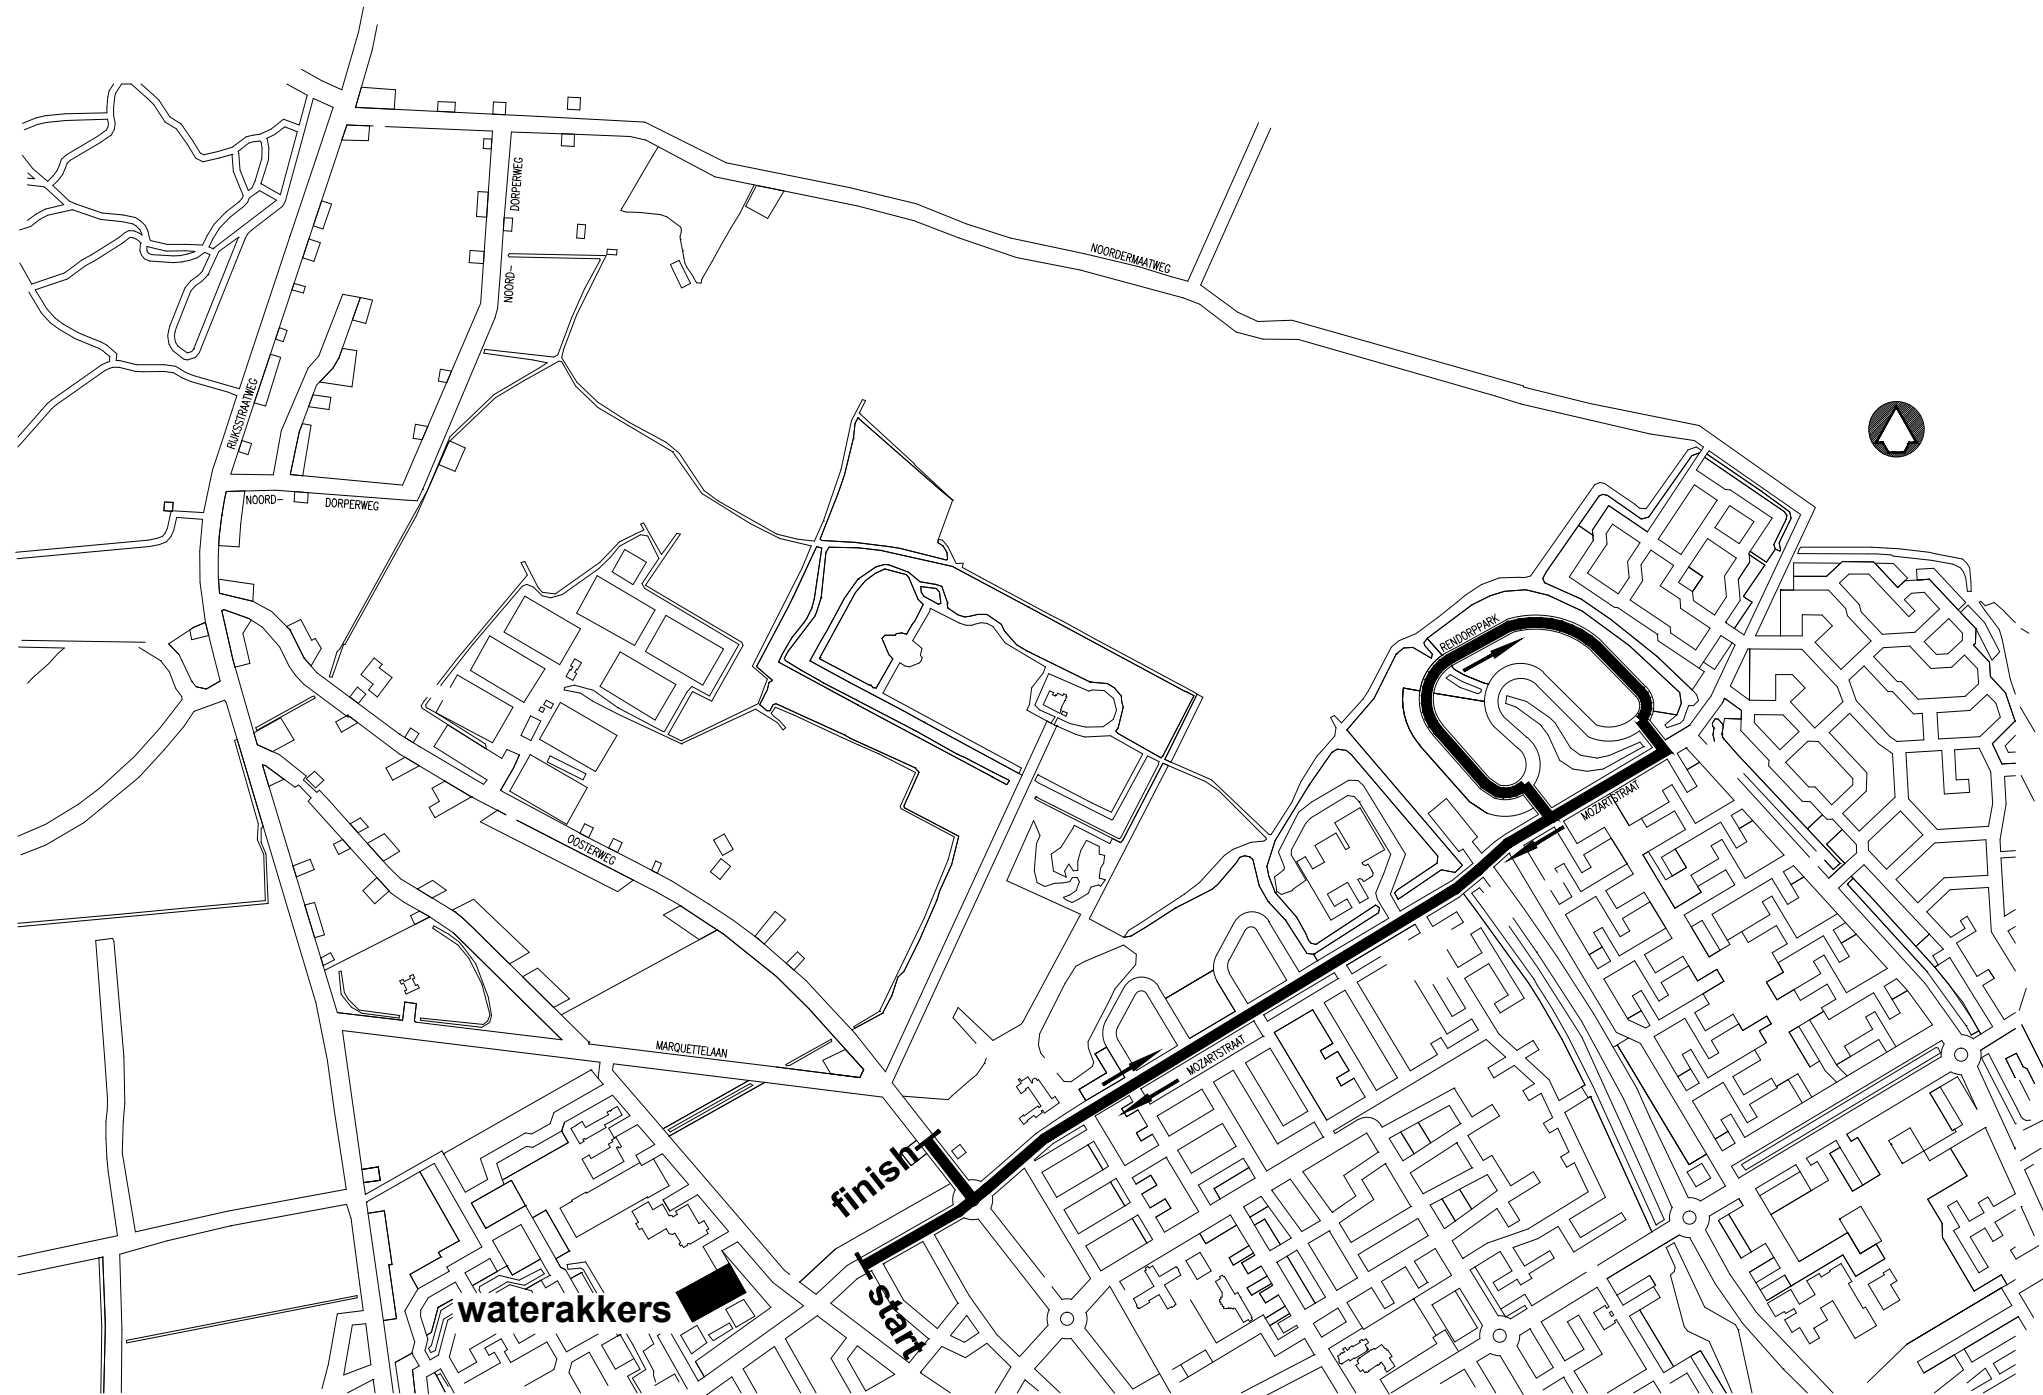 DORPERWEG
NOORD-
NOORDERMAATWEG
RIJKSSTRAATWEG
NOORD-
DORPERWEG
RENDORPPARK
MOZARTSTRAAT
OOSTERWEG
MARQUETTELAAN
MOZARTSTRAAT
finish
start
waterakkers